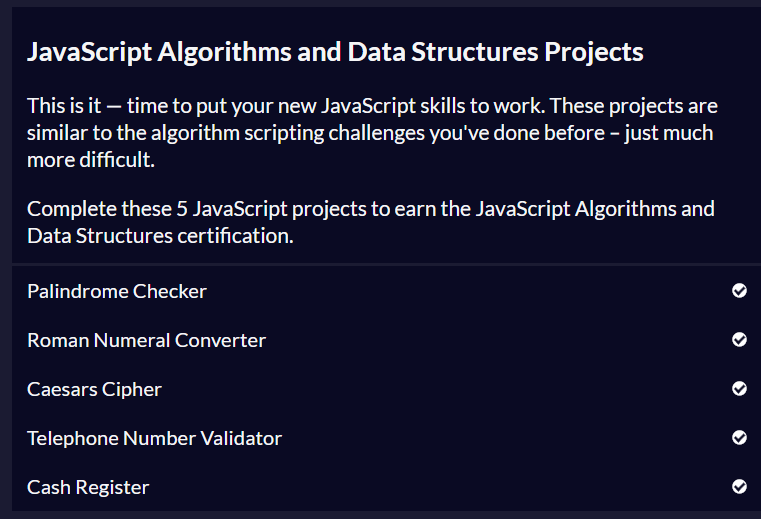 JavaScript Algorithms and Data Structures Projects
This is it — time to put your new JavaScript skills to work. These projects are
similar to the algorithm scripting challenges you've done before – just much
more difficult.
Complete these 5 JavaScript projects to earn the JavaScript Algorithms and
Data Structures certification.
Palindrome Checker
Roman Numeral Converter
Caesars Cipher
Telephone Number Validator
Cash Register